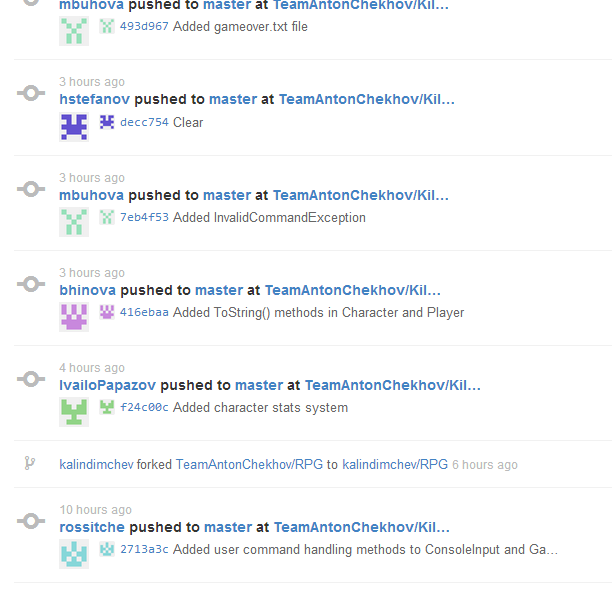 mbuhova pushed to master at TeamAntonChekhov/Kil...
493d967 Added gameover.txt file
3 hours ago
hstefanov pushed to master at TeamAntonChekhov/Kil...
decc754 Clear
3 hours ago
mbuhova pushed to master at TeamAntonChekhov/Kil...
7eb4f53 Added InvalidCommandException
3 hours ago
bhinova pushed to master at TeamAntonChekhov/Kil...
416ebaa Added ToString() methods in Character and Player
4 hours ago
IvailoPapazov pushed to master at TeamAntonChekhov/Kil...
f24c00c Added character stats system
kalindimchev forked TeamAntonChekhov/RPG to kalindimchev/RPG 6 hours ago
10 hours ago
rossitche pushed to master at TeamAntonChekhov/Kil...
2713a3c Added user command handling methods to ConsoleInput and Ga...